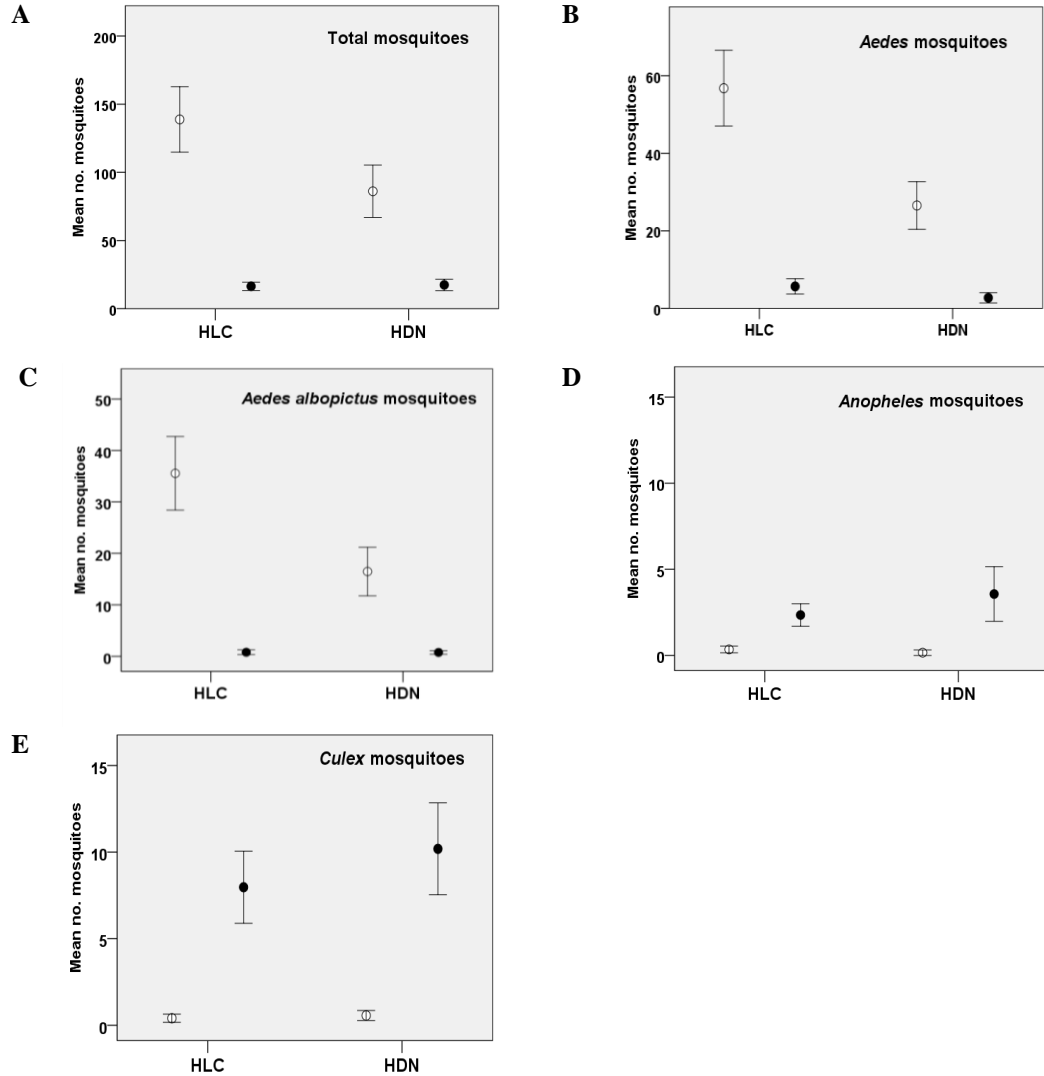 A
Total mosquitoes
Mean no. mosquitoes
200
150
100
50
0
HLC
HDN
B
Aedes mosquitoes
Mean no. mosquitoes
60
40
20
0
HLC
HDN
C
Aedes albopictus mosquitoes
Mean no. mosquitoes
50
40
30
20
10
0
HLC
HDN
D
Anopheles mosquitoes
Mean no. mosquitoes
15
10
5
0
HLC
HDN
E
Culex mosquitoes
Mean no. mosquitoes
15
10
5
0
HLC
HDN